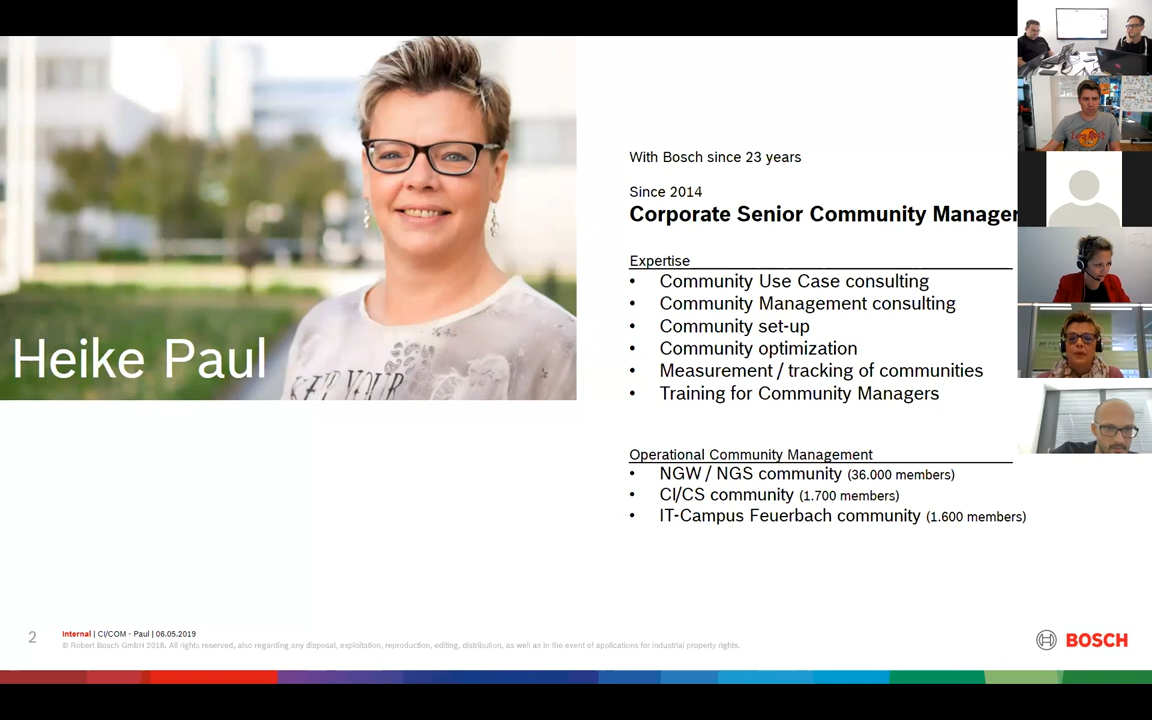 With Bosch since 23 years
Since 2014
Corporate Senior Community Manager
Expertise
• Community Use Case consulting
• Community Management consulting
• Community set-up
• Community optimization
• Measurement / tracking of communities
• Training for Community Managers
Heike Paul
Operational Community Management
• NGW / NGS community (36.000 members)
• CI/CS community (1.700 members)
• IT-Campus Feuerbach community (1.600 members)
2
Internal | CI/COM - Paul | 06.05.2019
© Robert Bosch GmbH 2018. All rights reserved, also regarding any disposal, exploitation, reproduction, editing, distribution, as well as in the event of applications for industrial property rights.
BOSCH